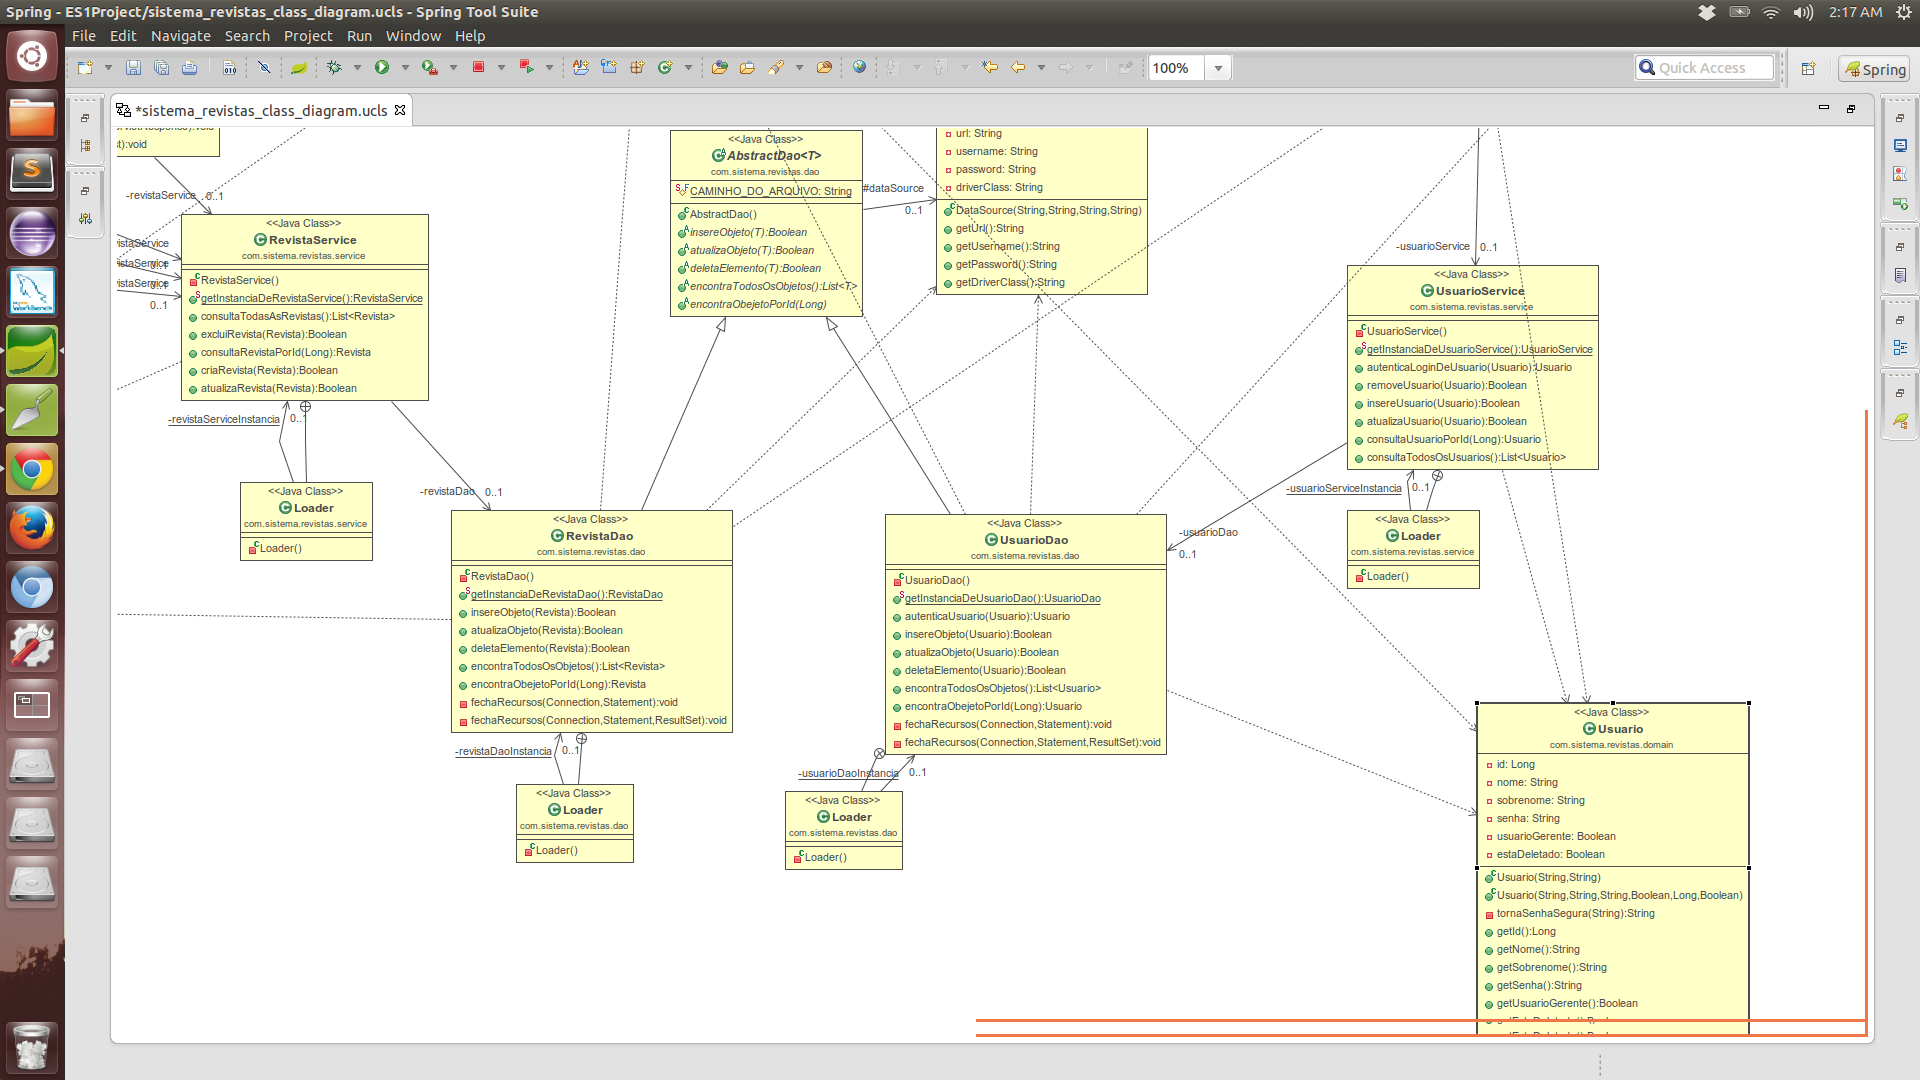 Spring - ES1Project/sistema_revistas_class_diagram.ucls - Spring Tool Suite
2:17 AM
File Edit Navigate Search Project Run Window Help
100%
Quick Access
Spring
*sistema_revistas_class_diagram.ucls
t):void
-revistaService 0..1
<<Java Class>>
RevistaService
com.sistema.revistas.service
RevistaService()
getInstanciaDeRevistaService():RevistaService
consultaTodasAsRevistas():List<Revista>
excluiRevista(Revista):Boolean
consultaRevistaPorId(Long):Revista
criaRevista(Revista):Boolean
atualizaRevista(Revista):Boolean
0..1
-revistaServiceInstancia
<<Java Class>>
Loader
com.sistema.revistas.service
Loader()
-revistaDao 0..1
<<Java Class>>
AbstractDao<T>
com.sistema.revistas.dao
CAMINHO_DO_ARQUIVO: String
AbstractDao()
insereObjeto(T):Boolean
atualizaObjeto(T):Boolean
deletaElemento(T):Boolean
encontraTodosOsObjetos():List<T>
encontraObejetoPorId(Long)
#dataSource
0..1
url: String
username: String
password: String
driverClass: String
DataSource(String,String,String,String)
getUrl():String
getUsername():String
getPassword():String
getDriverClass():String
-usuarioService 0..1
<<Java Class>>
UsuarioService
com.sistema.revistas.service
UsuarioService()
getInstanciaDeUsuarioService():UsuarioService
autenticaLoginDeUsuario(Usuario):Usuario
removeUsuario(Usuario):Boolean
insereUsuario(Usuario):Boolean
atualizaUsuario(Usuario):Boolean
consultaUsuarioPorId(Long):Usuario
consultaTodosOsUsuarios():List<Usuario>
-usuarioServiceInstancia 0..1
<<Java Class>>
Loader
com.sistema.revistas.service
Loader()
-usuarioDao
0..1
<<Java Class>>
RevistaDao
com.sistema.revistas.dao
RevistaDao()
getInstanciaDeRevistaDao():RevistaDao
insereObjeto(Revista):Boolean
atualizaObjeto(Revista):Boolean
deletaElemento(Revista):Boolean
encontraTodosOsObjetos():List<Revista>
encontraObejetoPorId(Long):Revista
fechaRecursos(Connection,Statement):void
fechaRecursos(Connection,Statement,ResultSet):void
-revistaDaoInstancia 0..1
<<Java Class>>
Loader
com.sistema.revistas.dao
Loader()
<<Java Class>>
UsuarioDao
com.sistema.revistas.dao
UsuarioDao()
getInstanciaDeUsuarioDao():UsuarioDao
autenticaUsuario(Usuario):Usuario
insereObjeto(Usuario):Boolean
atualizaObjeto(Usuario):Boolean
deletaElemento(Usuario):Boolean
encontraTodosOsObjetos():List<Usuario>
encontraObejetoPorId(Long):Usuario
fechaRecursos(Connection,Statement):void
fechaRecursos(Connection,Statement,ResultSet):void
-usuarioDaoInstancia 0..1
<<Java Class>>
Loader
com.sistema.revistas.dao
Loader()
<<Java Class>>
Usuario
com.sistema.revistas.domain
id: Long
nome: String
sobrenome: String
senha: String
usuarioGerente: Boolean
estaDeletado: Boolean
Usuario(String,String)
Usuario(String,String,String,Boolean,Long,Boolean)
tornaSenhaSegura(String):String
getId():Long
getNome():String
getSobrenome():String
getSenha():String
getUsuarioGerente():Boolean